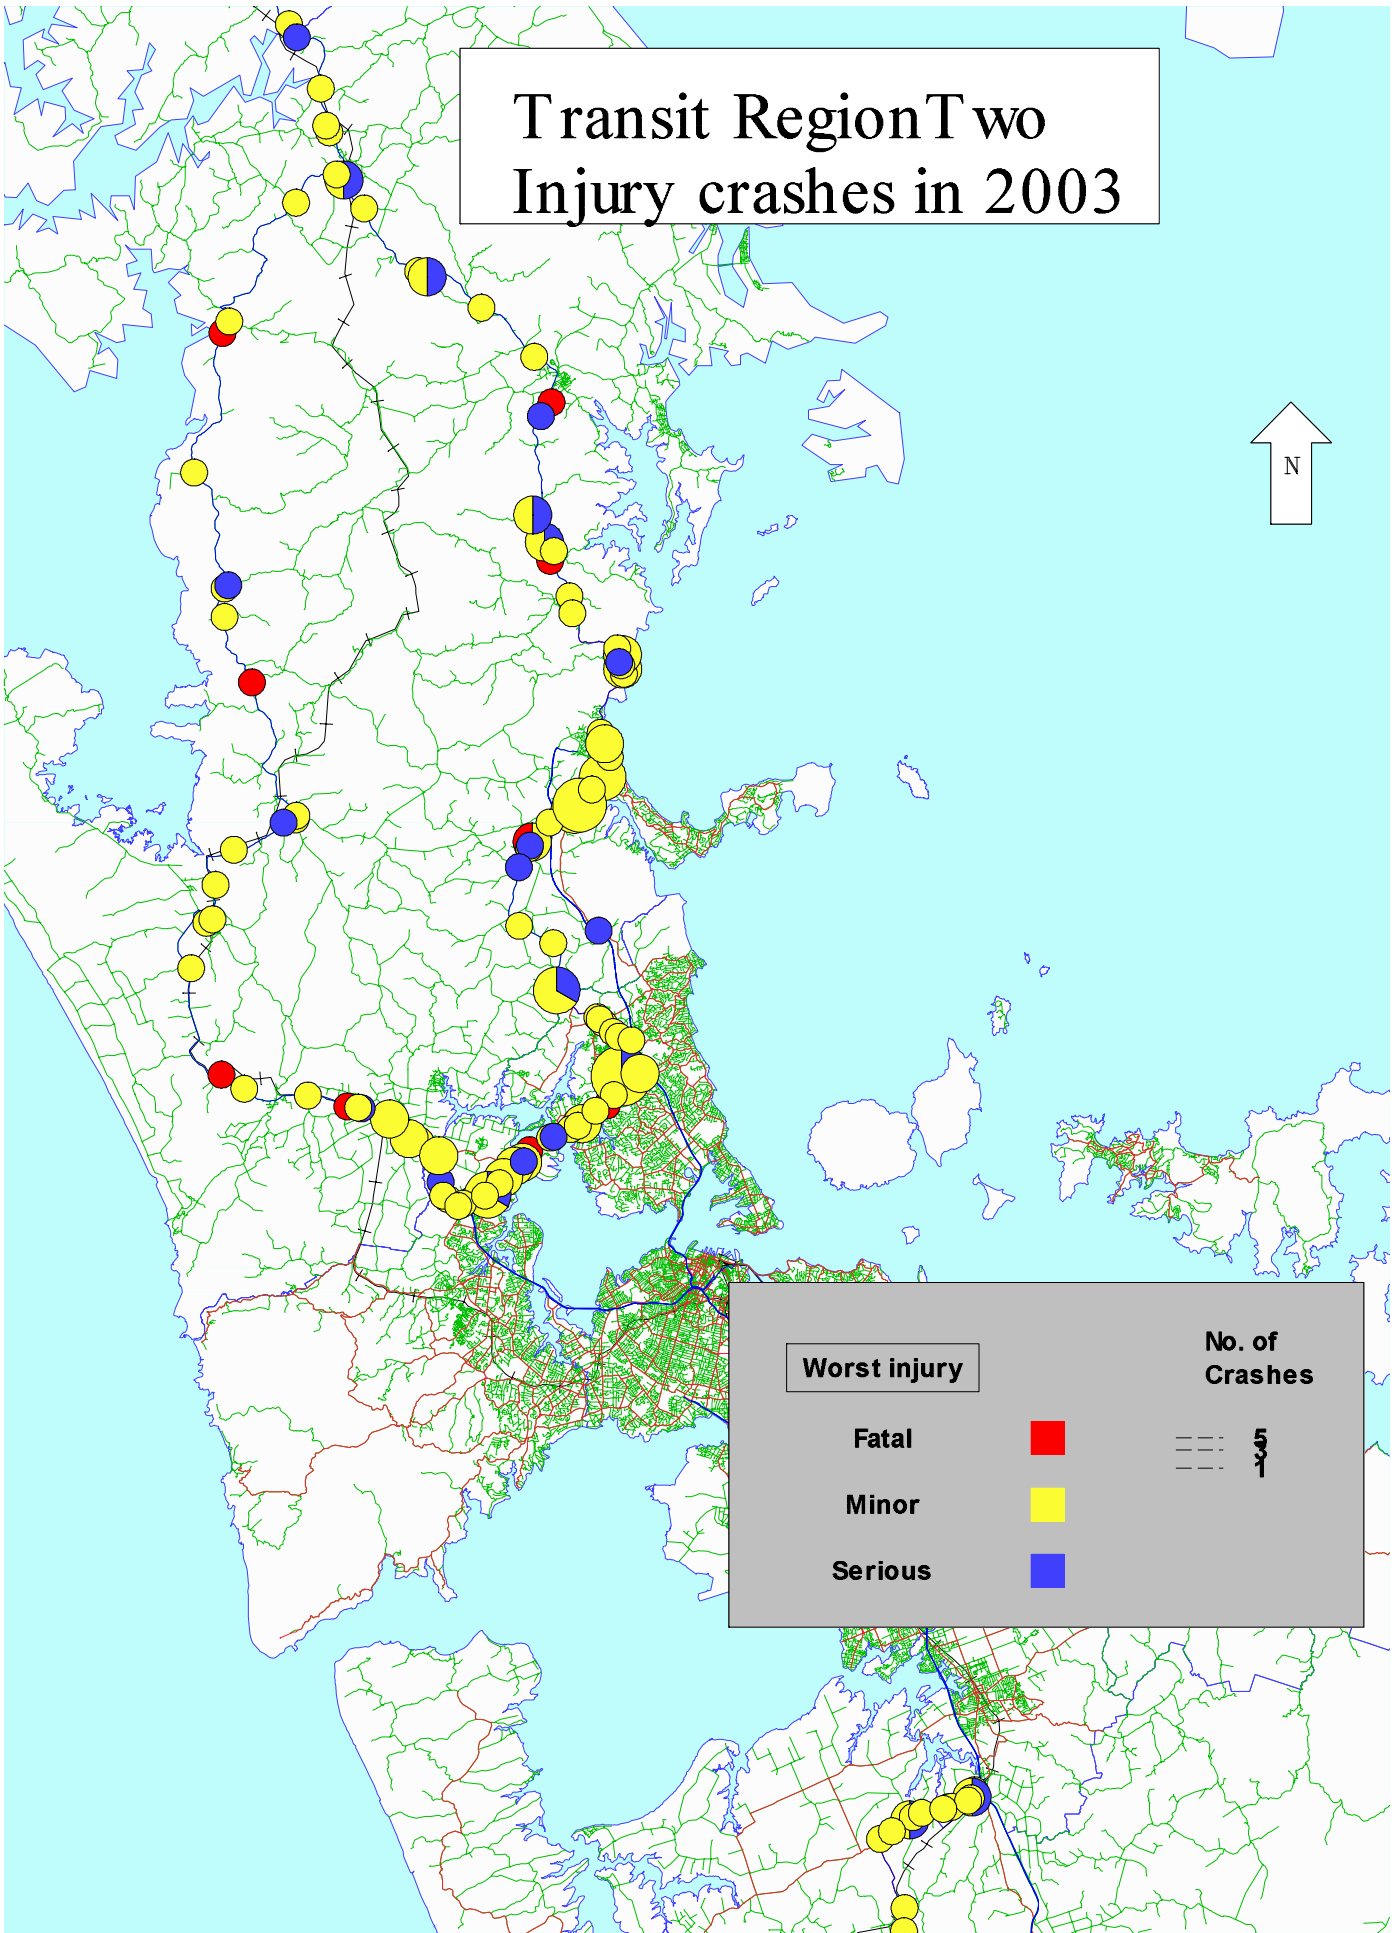 Transit RegionTwo
Injury crashes in 2003
N
No. of
Crashes
Worst injury
Fatal
5
3
1
Minor
Serious